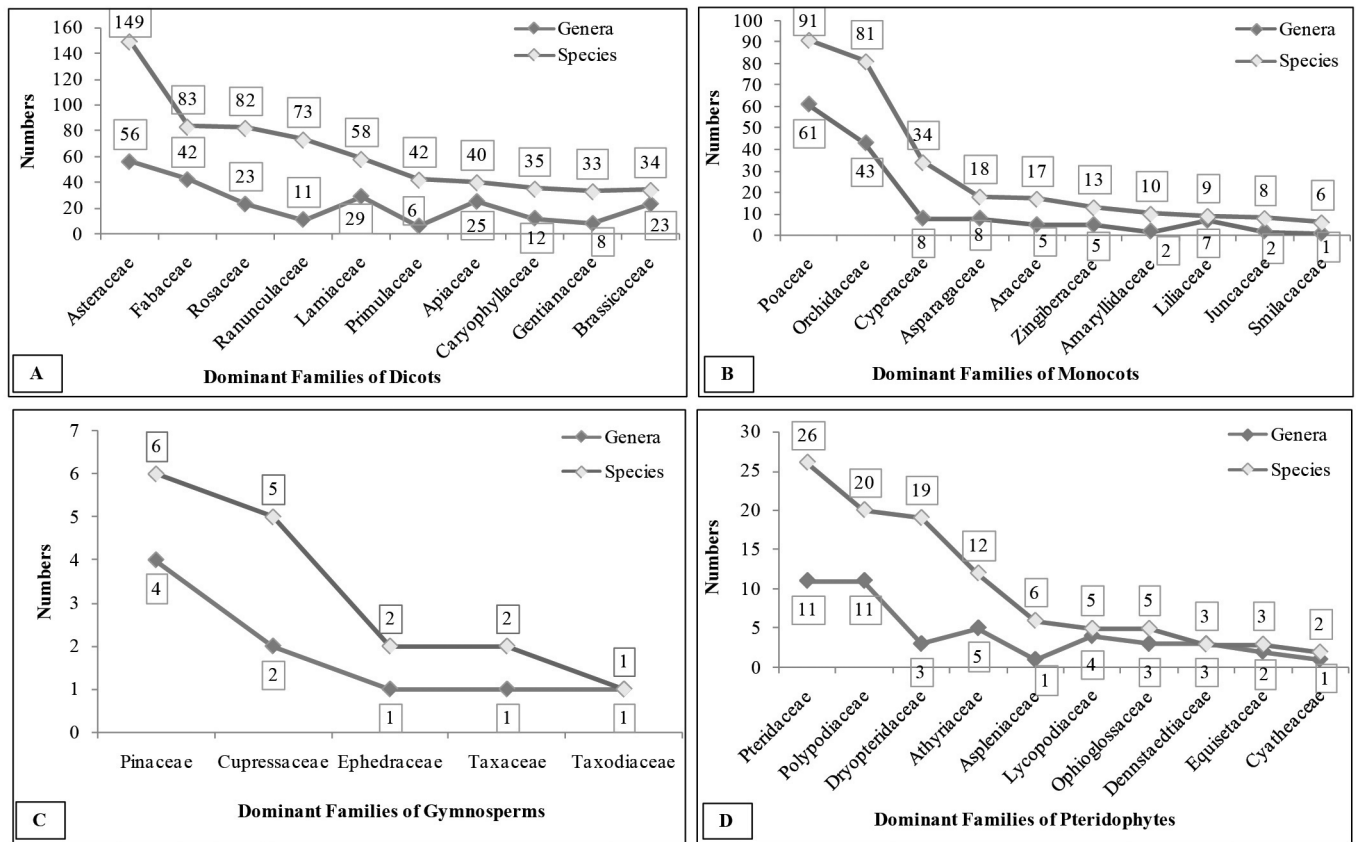 160
140
120
100
80
60
40
20
0
Numbers
149 83 82 73 58 42 40 35 33 34
56 42 23 11 29 6 25 12 8 23
Genera
Species
Asteraceae Fabaceae Rosaceae Ranunculaceae Lamiaceae Primulaceae Apiaceae Caryophyllaceae Gentianaceae Brassicaceae
A
Dominant Families of Dicots
100
90
80
70
60
50
40
30
20
10
0
Numbers
91 81 34 18 17 13 10 9 8 6
61 43 8 8 5 5 2 7 2 1
Genera
Species
Poaceae Orchidaceae Cyperaceae Asparagaceae Araceae Zingiberaceae Amaryllidaceae Liliaceae Juncaceae Smilacaceae
B
Dominant Families of Monocots
7
6
5
4
3
2
1
0
Numbers
6 5 2 2 1
4 2 1 1 1
Genera
Species
Pinaceae Cupressaceae Ephedraceae Taxaceae Taxodiaceae
C
Dominant Families of Gymnosperms
30
25
20
15
10
5
0
Numbers
26 20 19 12 6 5 5 3 3 2
11 11 3 5 1 4 3 3 2 1
Genera
Species
Pteridaceae Polypodiaceae Dryopteridaceae Athyriaceae Aspleniaceae Lycopodiaceae Ophioglossaceae Dennstaedtiaceae Equisetaceae Cyatheaceae
D
Dominant Families of Pteridophytes